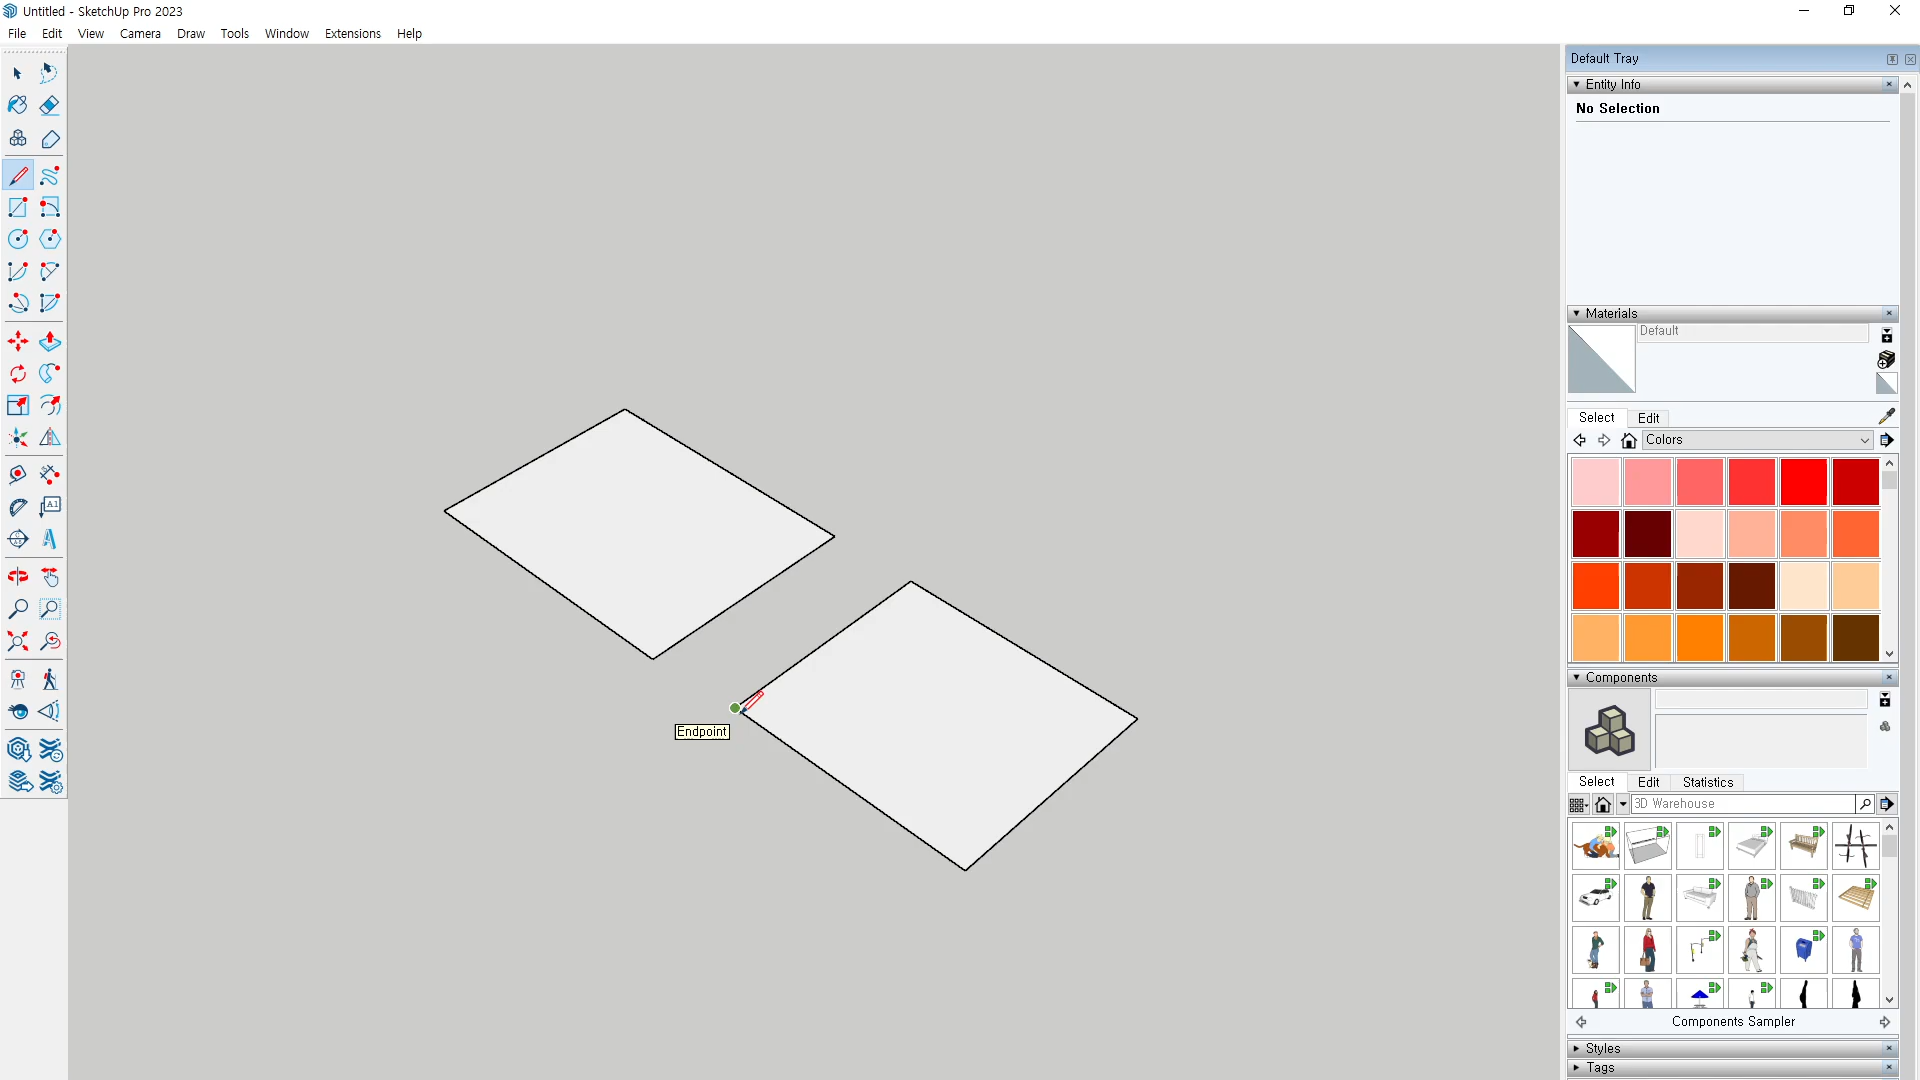 Untitled - SketchUp Pro 2023
File Edit View Camera Draw Tools Window Extensions Help
Default Tray
Entity Info
No Selection
Materials
Default
Select Edit
Colors
Endpoint
Components
Select Edit Statistics
3D Warehouse
Components Sampler
Styles
Tags